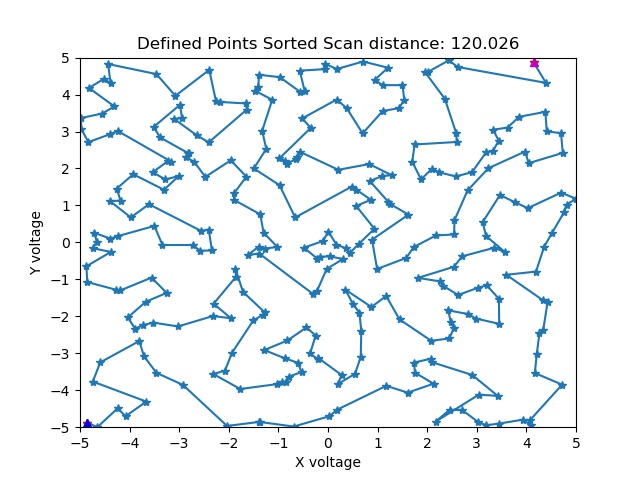 Defined Points Sorted Scan distance: 120.026
5
4
3
2
1
0
−1
−2
−3
−4
−5
Y voltage
−5 −4 −3 −2 −1 0 1 2 3 4 5
X voltage